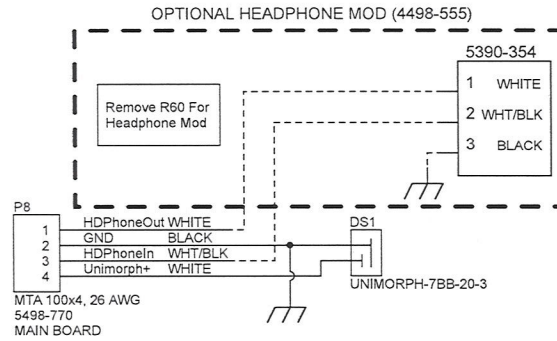 OPTIONAL HEADPHONE MOD (4498-555)
5390-354
1 WHITE
2 WHT/BLK
3 BLACK
Remove R60 For
Headphone Mod
P8
1 HDPhoneOut WHITE
2 GND BLACK
3 HDPhoneIn WHT/BLK
4 Unimorph+ WHITE
DS1
UNIMORPH-7BB-20-3
MTA 100x4, 26 AWG
5498-770
MAIN BOARD